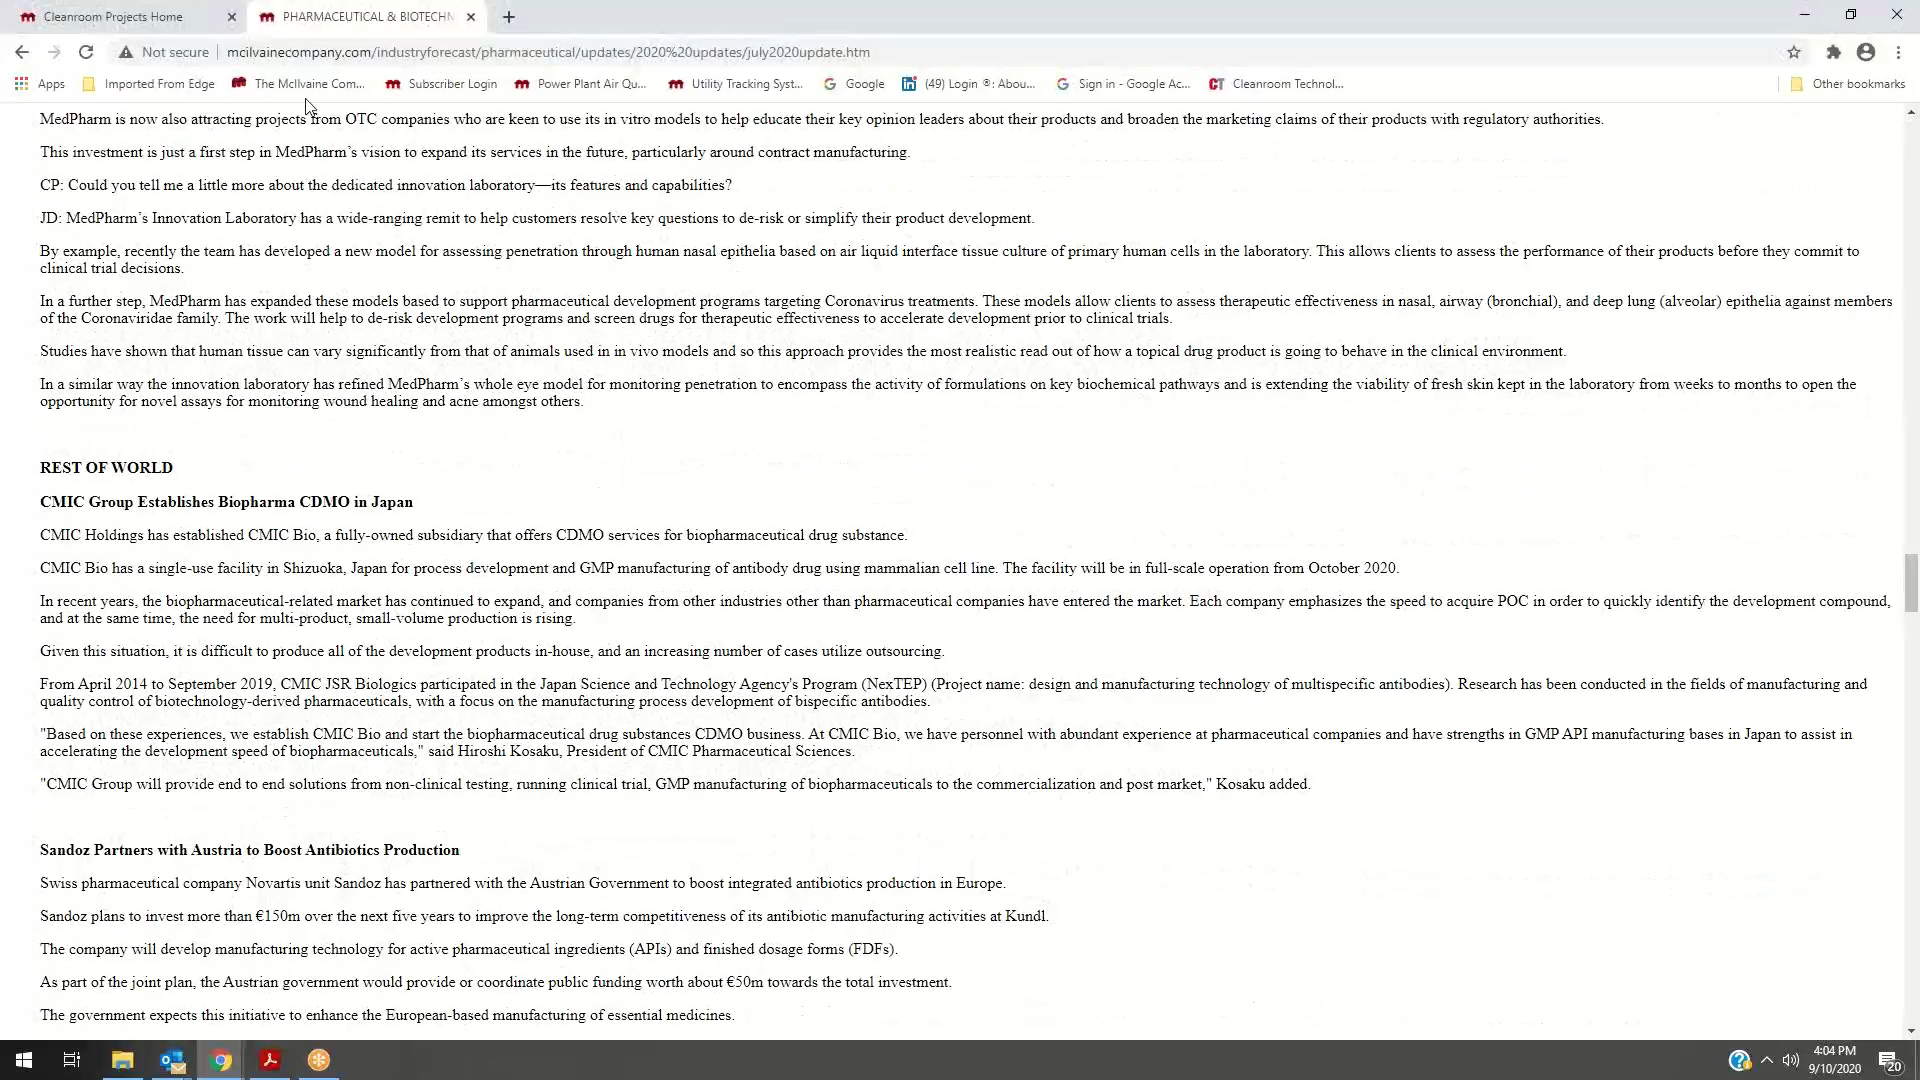 Cleanroom Projects Home
PHARMACEUTICAL & BIOTECHN
Not secure
mcilvainecompany.com/industryforecast/pharmaceutical/updates/2020%20updates/july2020update.htm
Apps
Imported From Edge
The McIlvaine Com...
Subscriber Login
Power Plant Air Qu...
Utility Tracking Syst...
Google
(49) Login ®: Abou...
Sign in - Google Ac...
Cleanroom Technol...
Other bookmarks
MedPharm is now also attracting projects from OTC companies who are keen to use its in vitro models to help educate their key opinion leaders about their products and broaden the marketing claims of their products with regulatory authorities.
This investment is just a first step in MedPharm’s vision to expand its services in the future, particularly around contract manufacturing.
CP: Could you tell me a little more about the dedicated innovation laboratory—its features and capabilities?
JD: MedPharm’s Innovation Laboratory has a wide-ranging remit to help customers resolve key questions to de-risk or simplify their product development.
By example, recently the team has developed a new model for assessing penetration through human nasal epithelia based on air liquid interface tissue culture of primary human cells in the laboratory. This allows clients to assess the performance of their products before they commit to
clinical trial decisions.
In a further step, MedPharm has expanded these models based to support pharmaceutical development programs targeting Coronavirus treatments. These models allow clients to assess therapeutic effectiveness in nasal, airway (bronchial), and deep lung (alveolar) epithelia against members
of the Coronaviridae family. The work will help to de-risk development programs and screen drugs for therapeutic effectiveness to accelerate development prior to clinical trials.
Studies have shown that human tissue can vary significantly from that of animals used in in vivo models and so this approach provides the most realistic read out of how a topical drug product is going to behave in the clinical environment.
In a similar way the innovation laboratory has refined MedPharm’s whole eye model for monitoring penetration to encompass the activity of formulations on key biochemical pathways and is extending the viability of fresh skin kept in the laboratory from weeks to months to open the
opportunity for novel assays for monitoring wound healing and acne amongst others.
REST OF WORLD
CMIC Group Establishes Biopharma CDMO in Japan
CMIC Holdings has established CMIC Bio, a fully-owned subsidiary that offers CDMO services for biopharmaceutical drug substance.
CMIC Bio has a single-use facility in Shizuoka, Japan for process development and GMP manufacturing of antibody drug using mammalian cell line. The facility will be in full-scale operation from October 2020.
In recent years, the biopharmaceutical-related market has continued to expand, and companies from other industries other than pharmaceutical companies have entered the market. Each company emphasizes the speed to acquire POC in order to quickly identify the development compound,
and at the same time, the need for multi-product, small-volume production is rising.
Given this situation, it is difficult to produce all of the development products in-house, and an increasing number of cases utilize outsourcing.
From April 2014 to September 2019, CMIC JSR Biologics participated in the Japan Science and Technology Agency's Program (NexTEP) (Project name: design and manufacturing technology of multispecific antibodies). Research has been conducted in the fields of manufacturing and
quality control of biotechnology-derived pharmaceuticals, with a focus on the manufacturing process development of bispecific antibodies.
"Based on these experiences, we establish CMIC Bio and start the biopharmaceutical drug substances CDMO business. At CMIC Bio, we have personnel with abundant experience at pharmaceutical companies and have strengths in GMP API manufacturing bases in Japan to assist in
accelerating the development speed of biopharmaceuticals," said Hiroshi Kosaku, President of CMIC Pharmaceutical Sciences.
"CMIC Group will provide end to end solutions from non-clinical testing, running clinical trial, GMP manufacturing of biopharmaceuticals to the commercialization and post market," Kosaku added.
Sandoz Partners with Austria to Boost Antibiotics Production
Swiss pharmaceutical company Novartis unit Sandoz has partnered with the Austrian Government to boost integrated antibiotics production in Europe.
Sandoz plans to invest more than €150m over the next five years to improve the long-term competitiveness of its antibiotic manufacturing activities at Kundl.
The company will develop manufacturing technology for active pharmaceutical ingredients (APIs) and finished dosage forms (FDFs).
As part of the joint plan, the Austrian government would provide or coordinate public funding worth about €50m towards the total investment.
The government expects this initiative to enhance the European-based manufacturing of essential medicines.
4:04 PM
9/10/2020
20